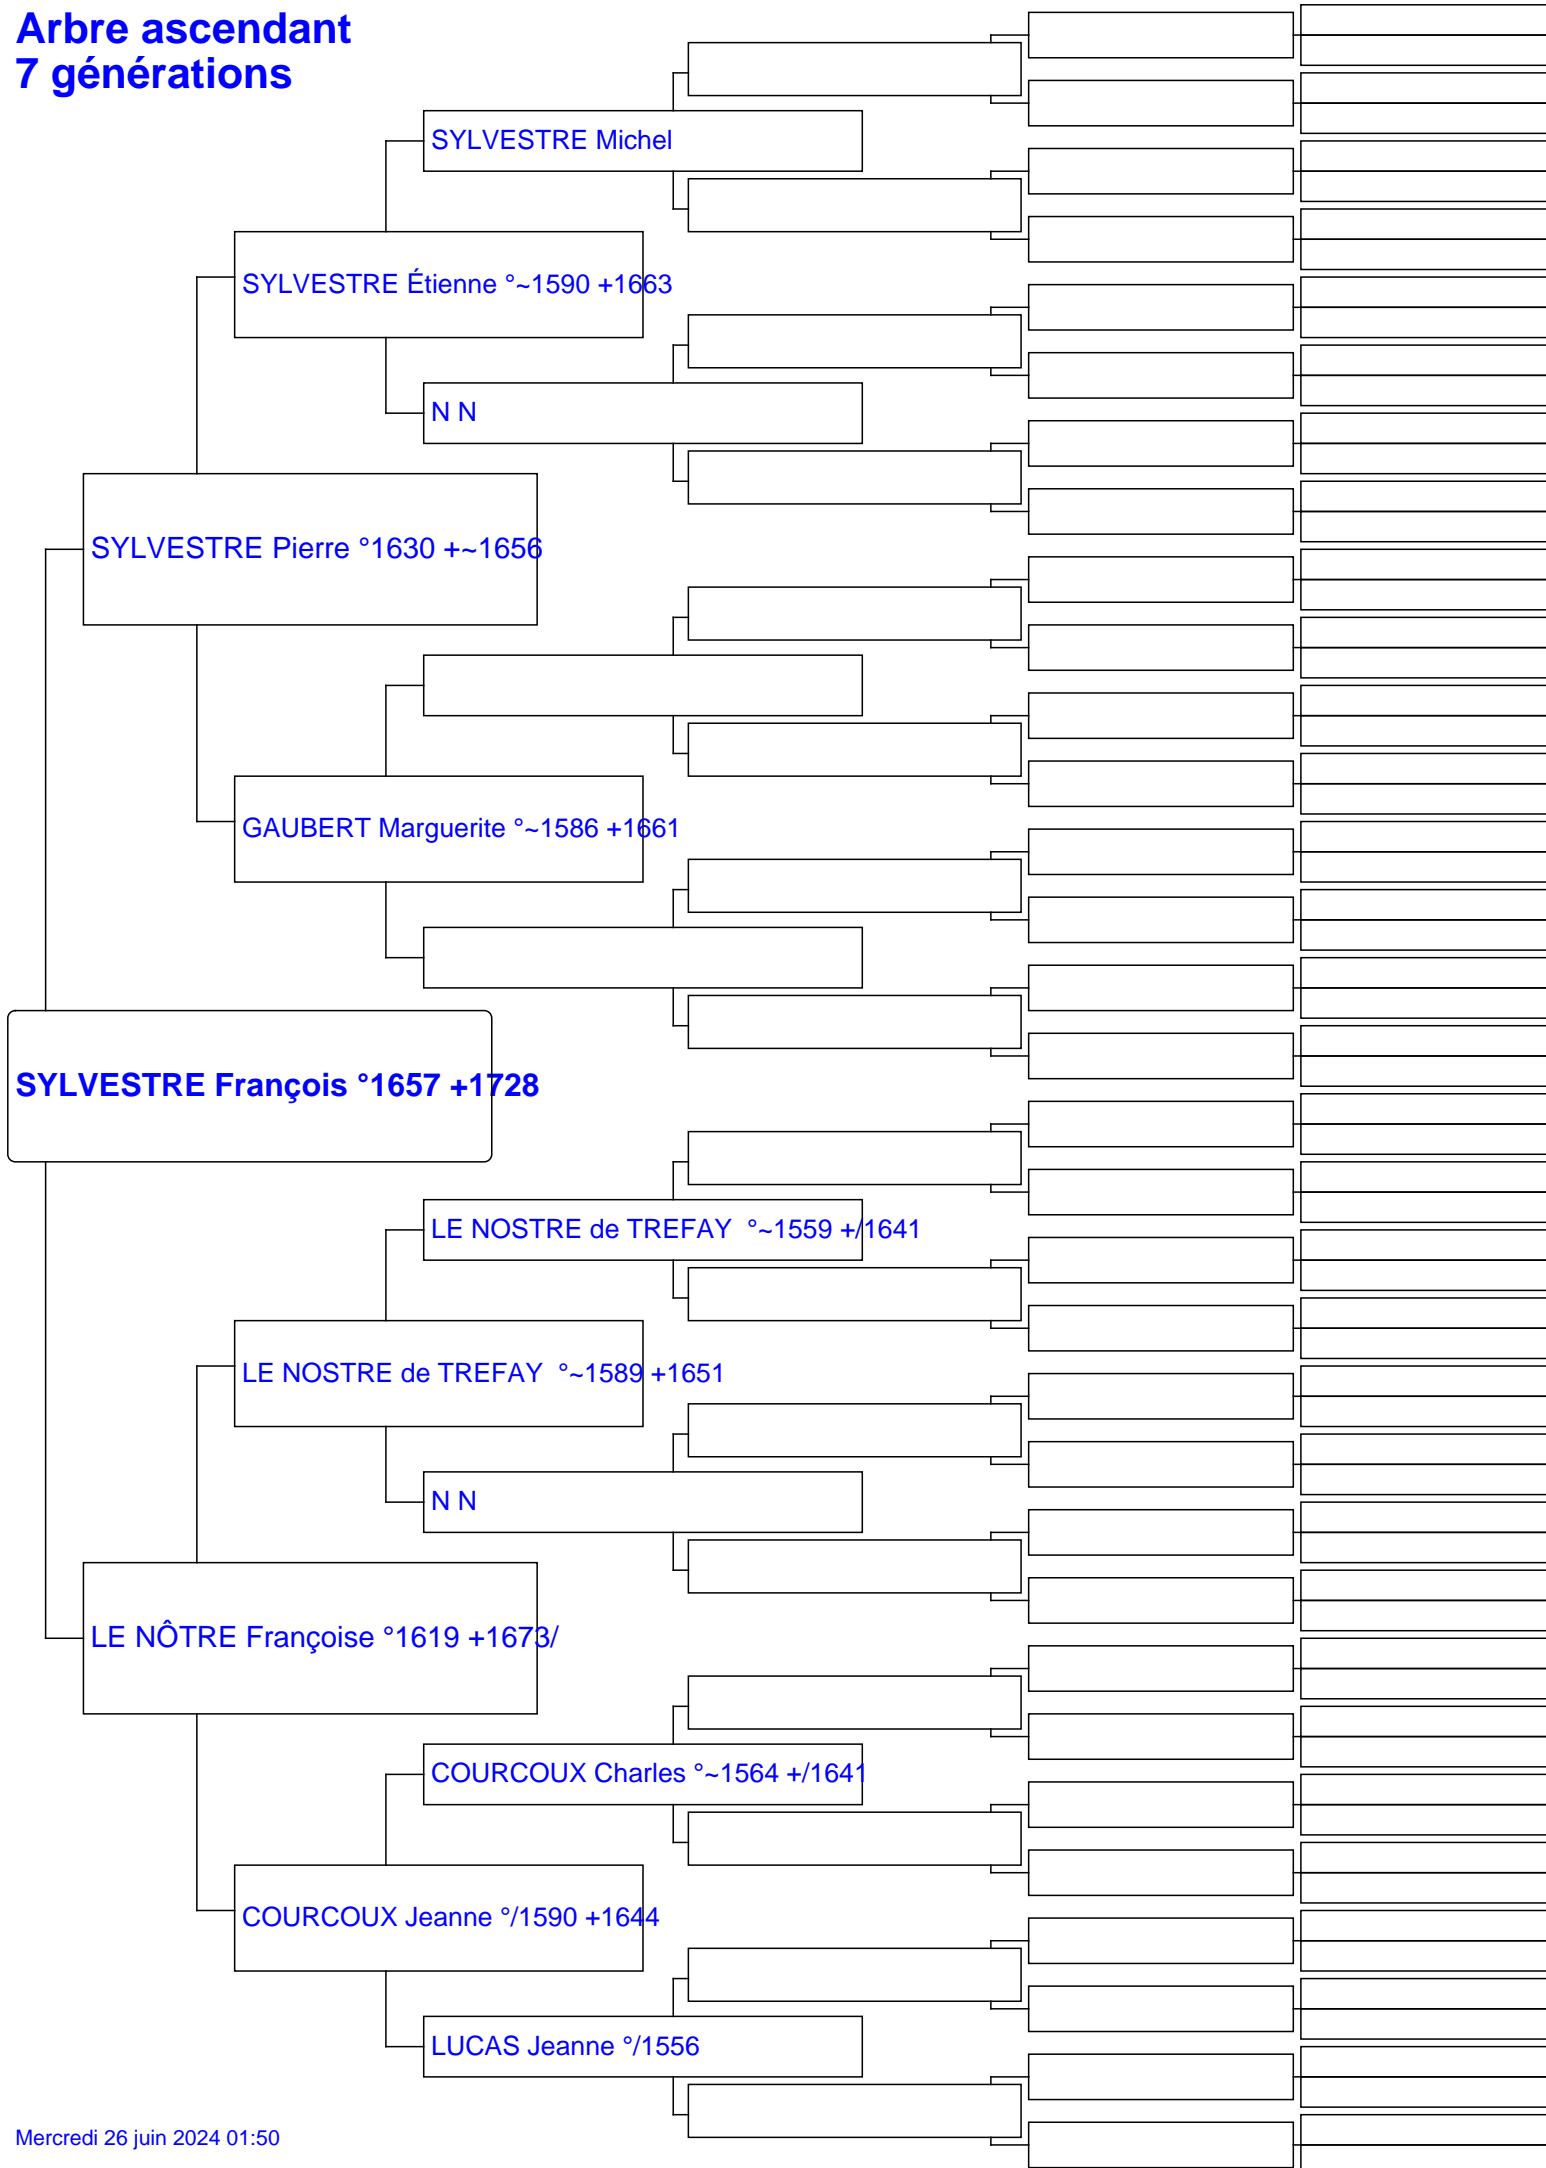 Arbre ascendant
7 générations
SYLVESTRE Michel
SYLVESTRE Étienne °~1590 +1663
N N
SYLVESTRE Pierre °1630 +~1656
GAUBERT Marguerite °~1586 +1661
SYLVESTRE François °1657 +1728
LE NOSTRE de TREFAY  °~1559 +/1641
LE NOSTRE de TREFAY  °~1589 +1651
N N
LE NÔTRE Françoise °1619 +1673/
COURCOUX Charles °~1564 +/1641
COURCOUX Jeanne °/1590 +1644
LUCAS Jeanne °/1556
Mercredi 26 juin 2024 01:50